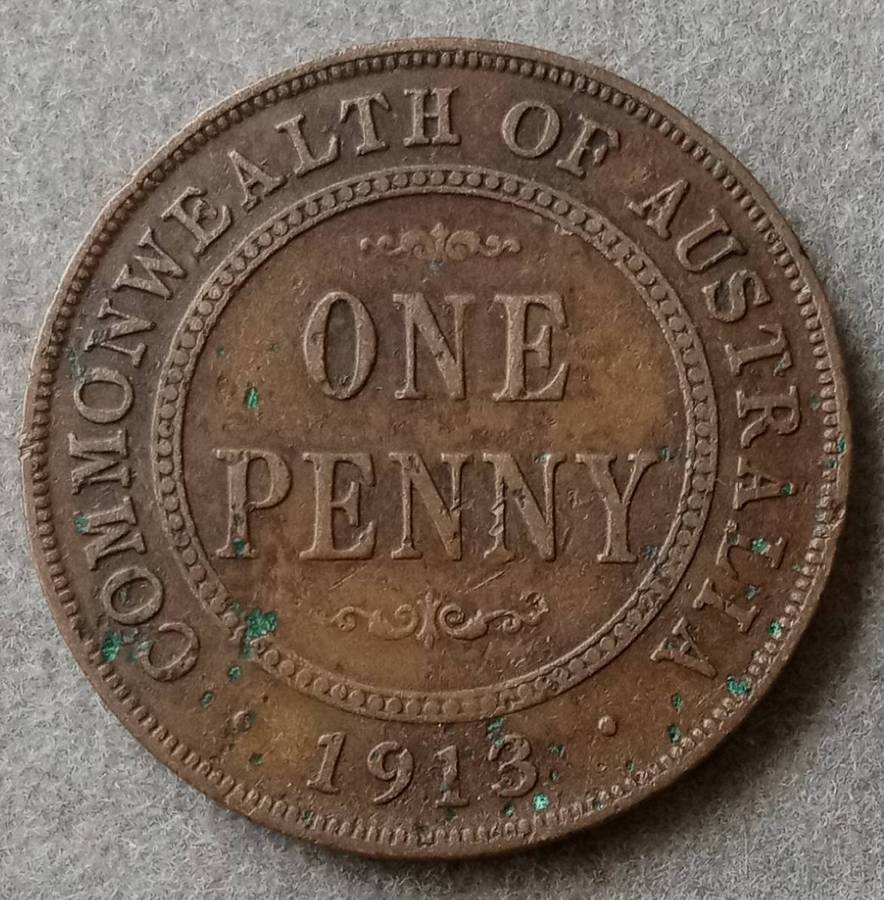 COMMONWEALTH OF AUSTRALIA
ONE
PENNY
1913